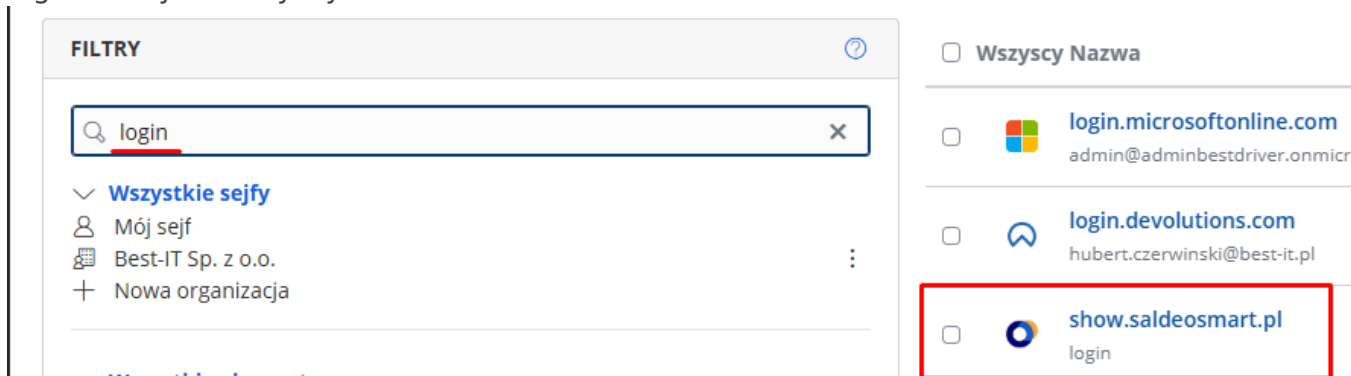 FILTRY
login
Wszystkie sejfy
Mój sejf
Best-IT Sp. z o.o.
Nowa organizacja
Wszyscy Nazwa
login.microsoftonline.com
admin@adminbestdriver.onmicr
login.devolutions.com
hubert.czerwinski@best-it.pl
show.saldeosmart.pl
login